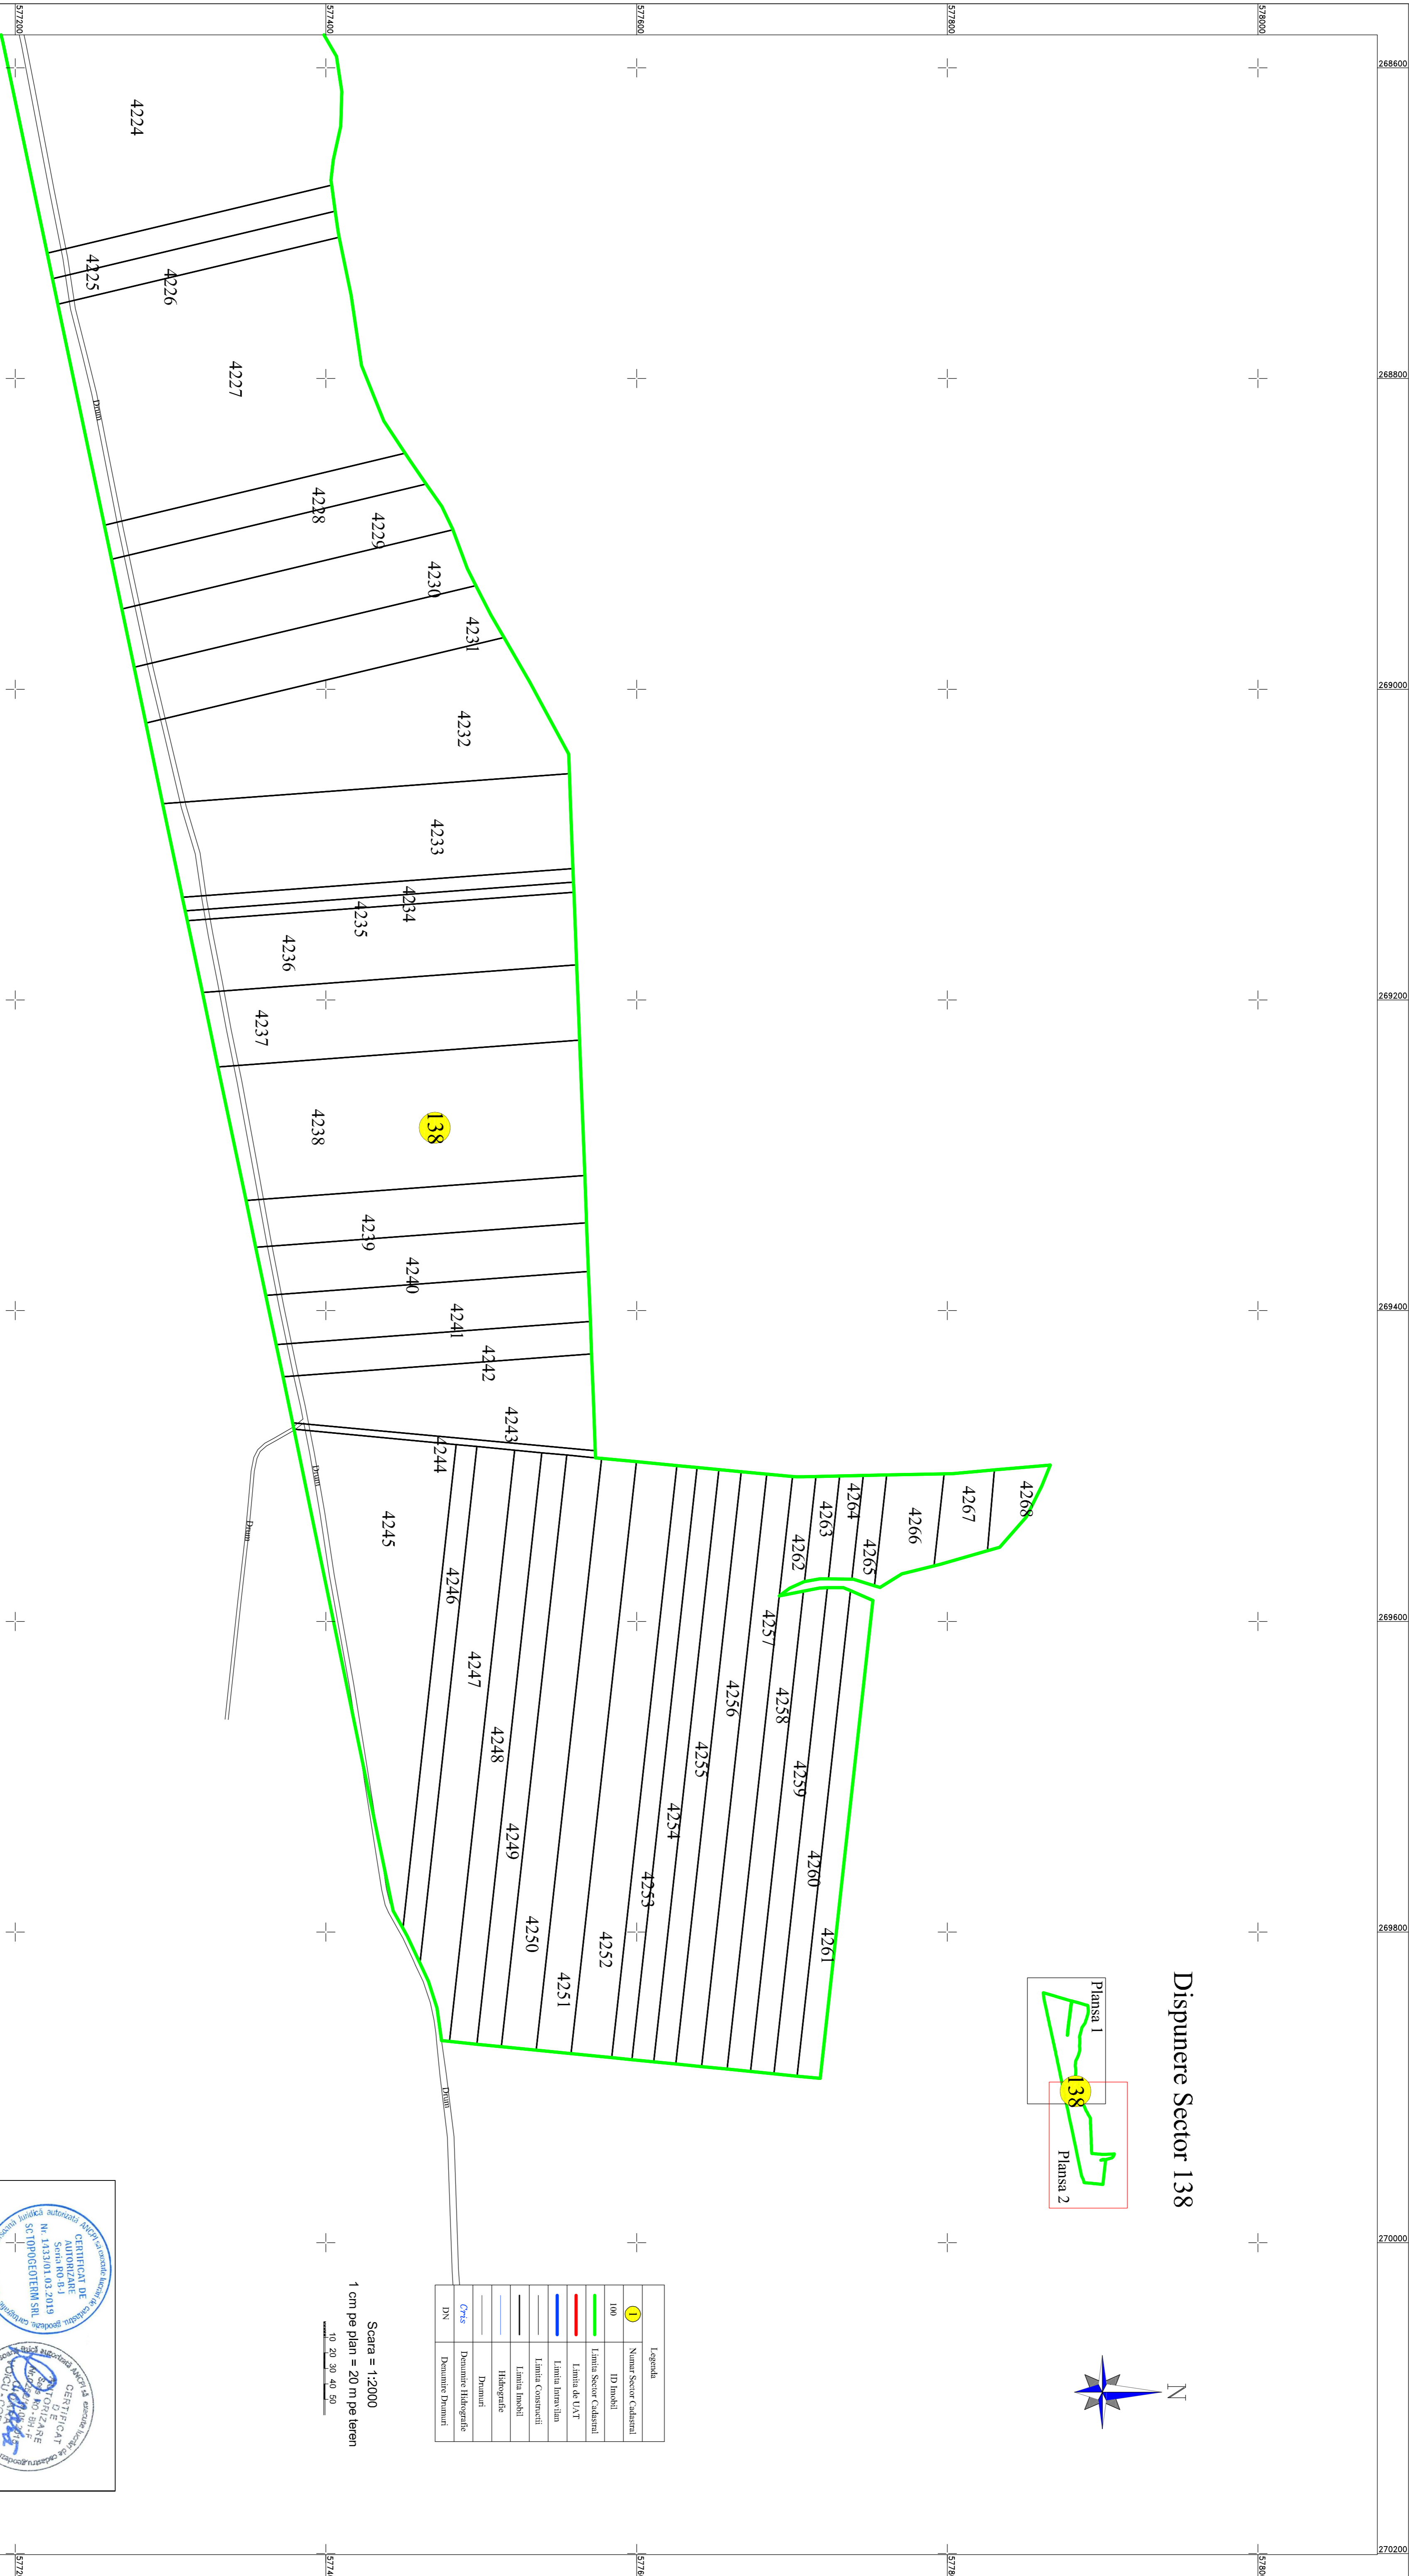 577200
577400
577600
577800
578000
268600
268800
269000
269200
269400
269600
269800
270000
270200
Dispunere Sector 138
Plansa 1
138
Plansa 2
N
4224
4225
4226
4227
4228
4229
4230
4231
4232
4233
4234
4235
4236
4237
4238
138
4239
4240
4241
4242
4243
4244
4245
4246
4247
4248
4249
4250
4251
4252
4253
4254
4255
4256
4257
4258
4259
4260
4261
4262
4263
4264
4265
4266
4267
4268
Drum
Drum
Drum
Drum
Legenda
1 Numar Sector Cadastral
100 ID Imobil
Limita Sector Cadastral
Limita de UAT
Limita Intravilan
Limita Constructii
Limita Imobil
Hidrografie
Drumuri
Cris Denumire Hidrografie
DN Denumire Drumuri
Scara = 1:2000
1 cm pe plan = 20 m pe teren
10 20 30 40 50
CERTIFICAT DE
AUTORIZARE
Seria RO-B-J
Nr. 1433/01.03.2019
SC TOPOGEOTERM SRL
CERTIFICAT
DE
AUTORIZARE